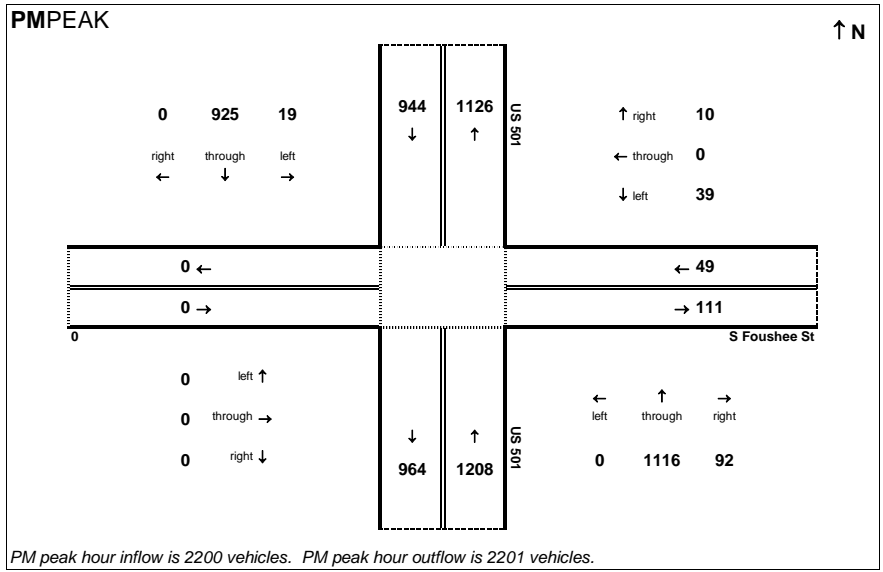 PMPEAK
↑ N
0 925 19
right through left
← ↓ →
944 1126
↓ ↑
US 501
↑ right 10
← through 0
↓ left 39
0 ←
← 49
0 →
→ 111
0
S Foushee St
0 left ↑
0 through →
0 right ↓
↓ ↑
964 1208
US 501
← ↑ →
left through right
0 1116 92
PM peak hour inflow is 2200 vehicles. PM peak hour outflow is 2201 vehicles.